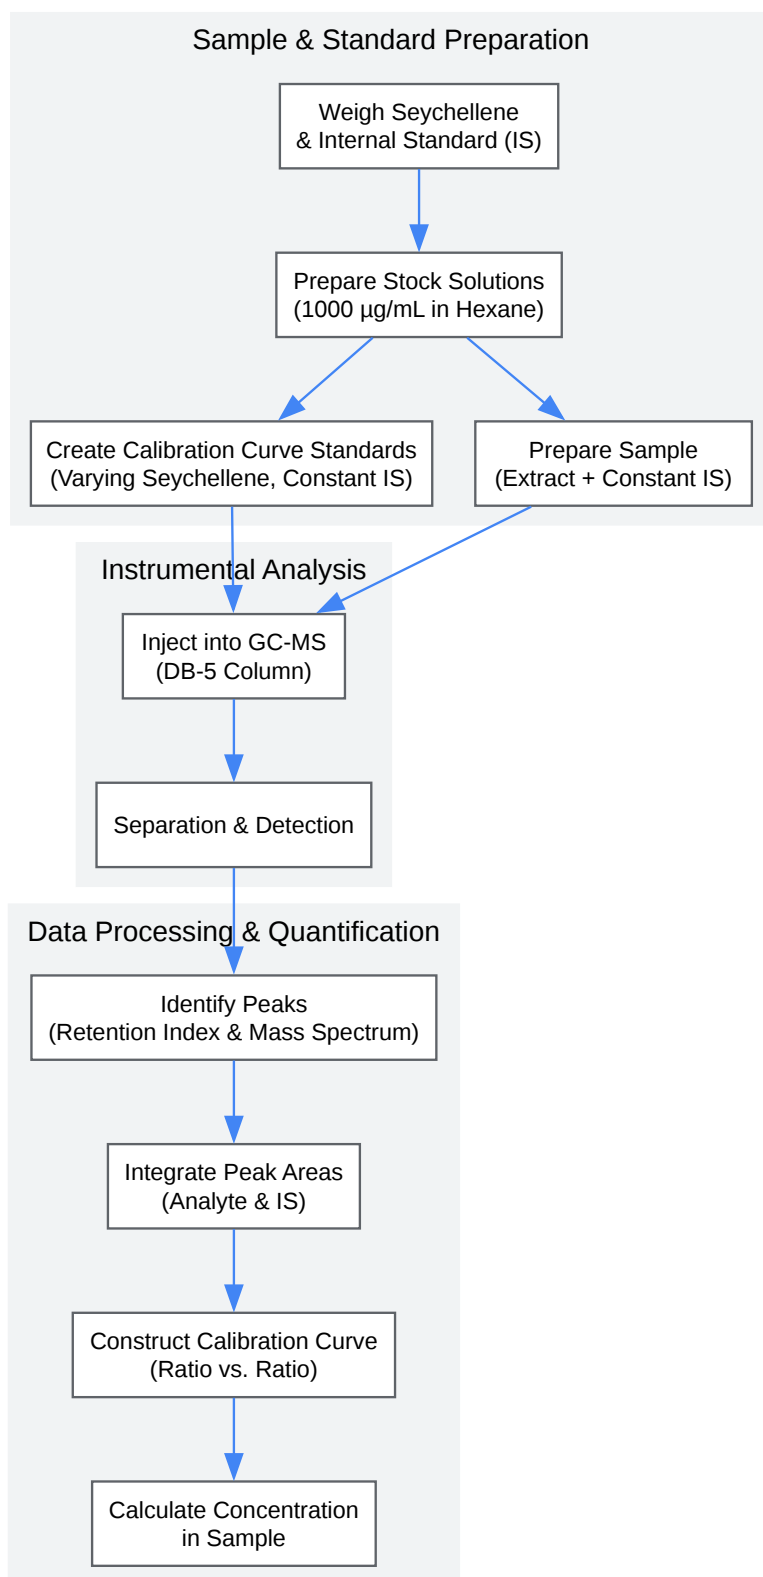 Sample & Standard Preparation
Weigh Seychellene
& Internal Standard (IS)
Prepare Stock Solutions
(1000 µg/mL in Hexane)
Create Calibration Curve Standards
(Varying Seychellene, Constant IS)
Prepare Sample
(Extract + Constant IS)
Instrumental Analysis
Inject into GC-MS
(DB-5 Column)
Separation & Detection
Data Processing & Quantification
Identify Peaks
(Retention Index & Mass Spectrum)
Integrate Peak Areas
(Analyte & IS)
Construct Calibration Curve
(Ratio vs. Ratio)
Calculate Concentration
in Sample